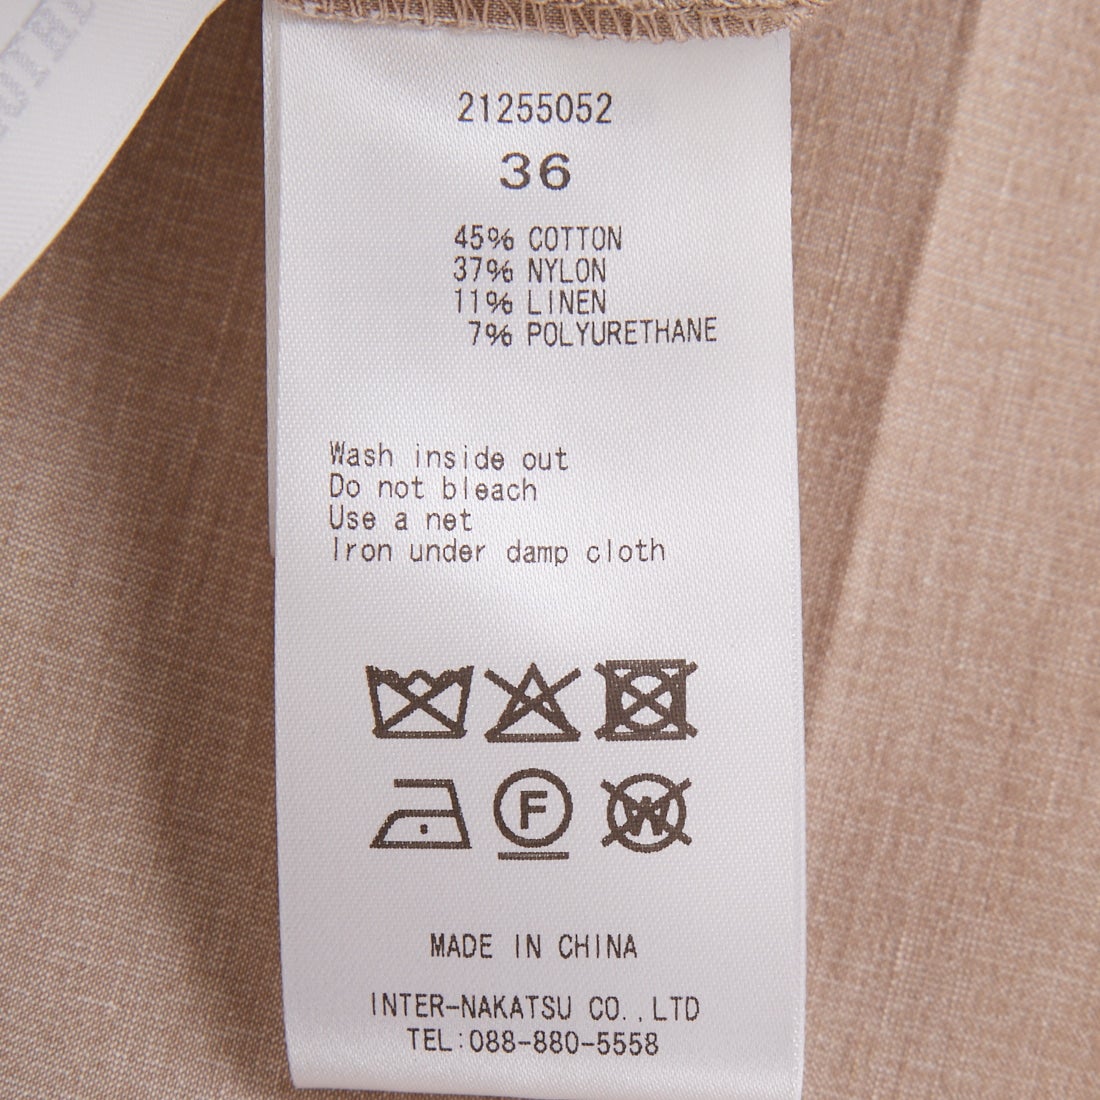 21255052
36
45% COTTON
37% NYLON
11% LINEN
7% POLYURETHANE
Wash inside out
Do not bleach
Use a net
Iron under damp cloth
F
W
MADE IN CHINA
INTER-NAKATSU CO.,LTD
TEL:088-880-5558